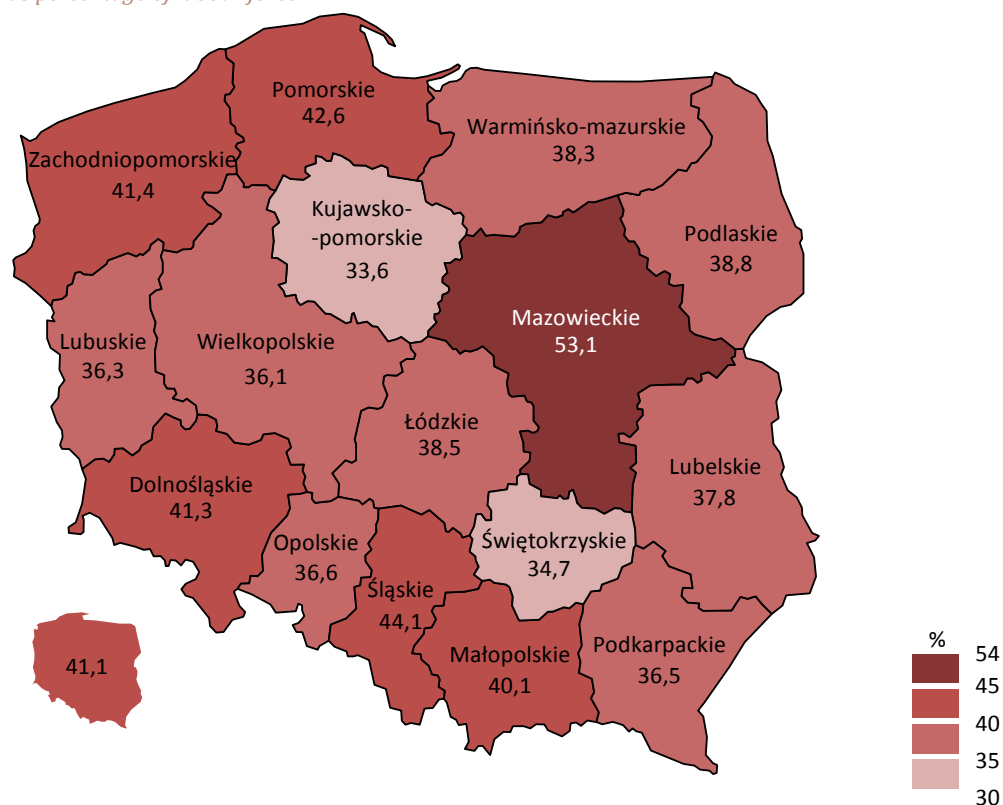 Pomorskie
42,6
Warmińsko-mazurskie
38,3
Zachodniopomorskie
41,4
Kujawsko-
-pomorskie
33,6
Podlaskie
38,8
Mazowieckie
53,1
Lubuskie
36,3
Wielkopolskie
36,1
Łódzkie
38,5
Lubelskie
37,8
Dolnośląskie
41,3
Opolskie
36,6
Świętokrzyskie
34,7
Śląskie
44,1
Małopolskie
40,1
Podkarpackie
36,5
41,1
%
54
45
40
35
30